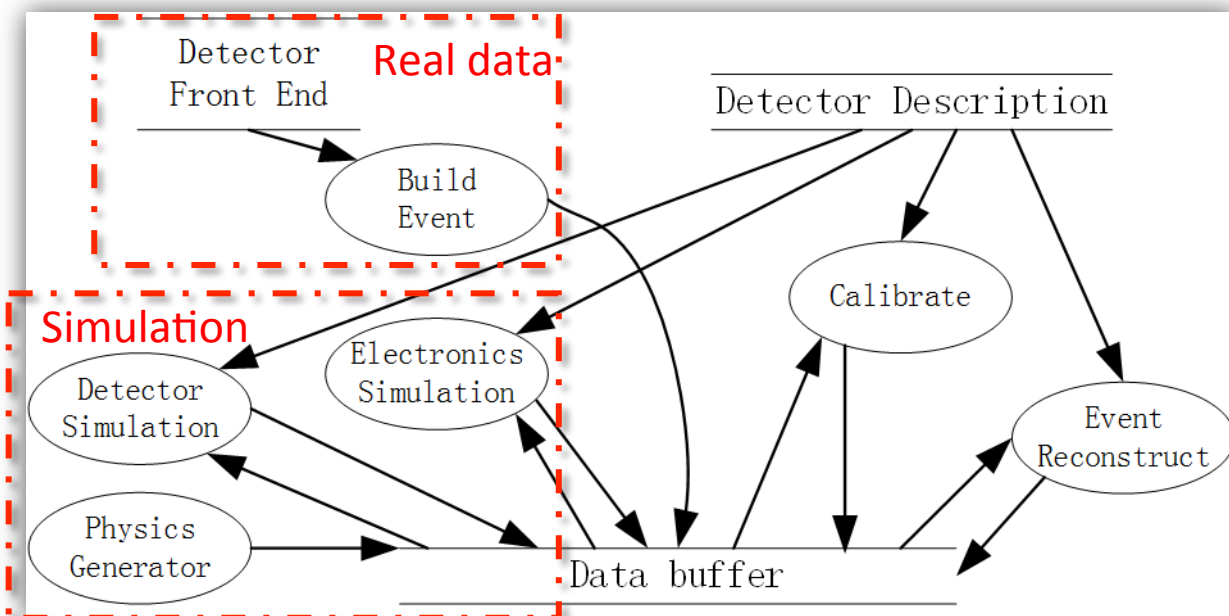 Detector
Front End
Real data
Build
Event
Detector Description
Calibrate
Simulation
Electronics
Simulation
Detector
Simulation
Event
Reconstruct
Physics
Generator
Data buffer